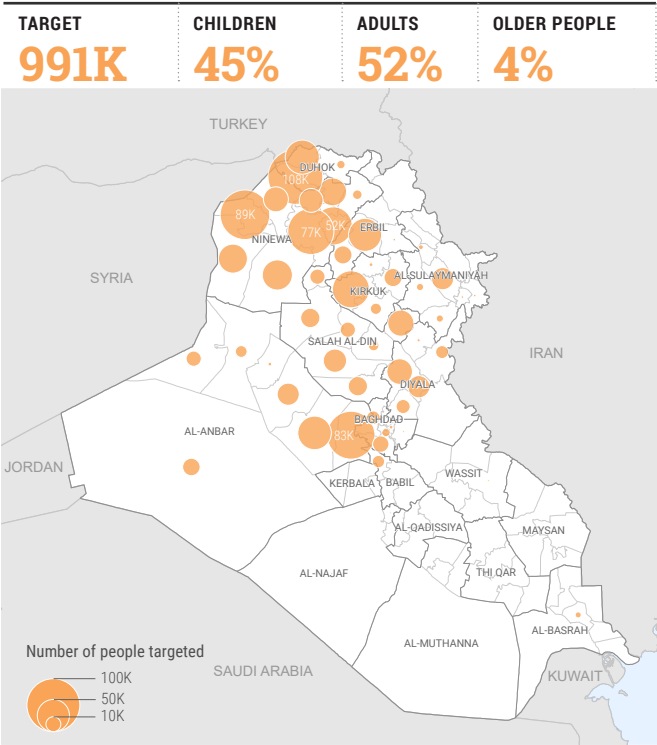 TARGET
991K
CHILDREN
45%
ADULTS
52%
OLDER PEOPLE
4%
TURKEY
DUHOK
108K
89K
77K
52K
ERBIL
NINEWA
SYRIA
AL-SULAYMANIYAH
KIRKUK
SALAH AL-DIN
IRAN
DIYALA
BAGHDAD
83K
AL-ANBAR
JORDAN
WASSIT
KERBALA
BABIL
AL-QADISSIYA
MAYSAN
AL-NAJAF
THI QAR
AL-BASRAH
AL-MUTHANNA
Number of people targeted
SAUDI ARABIA
KUWAIT
100K
50K
10K